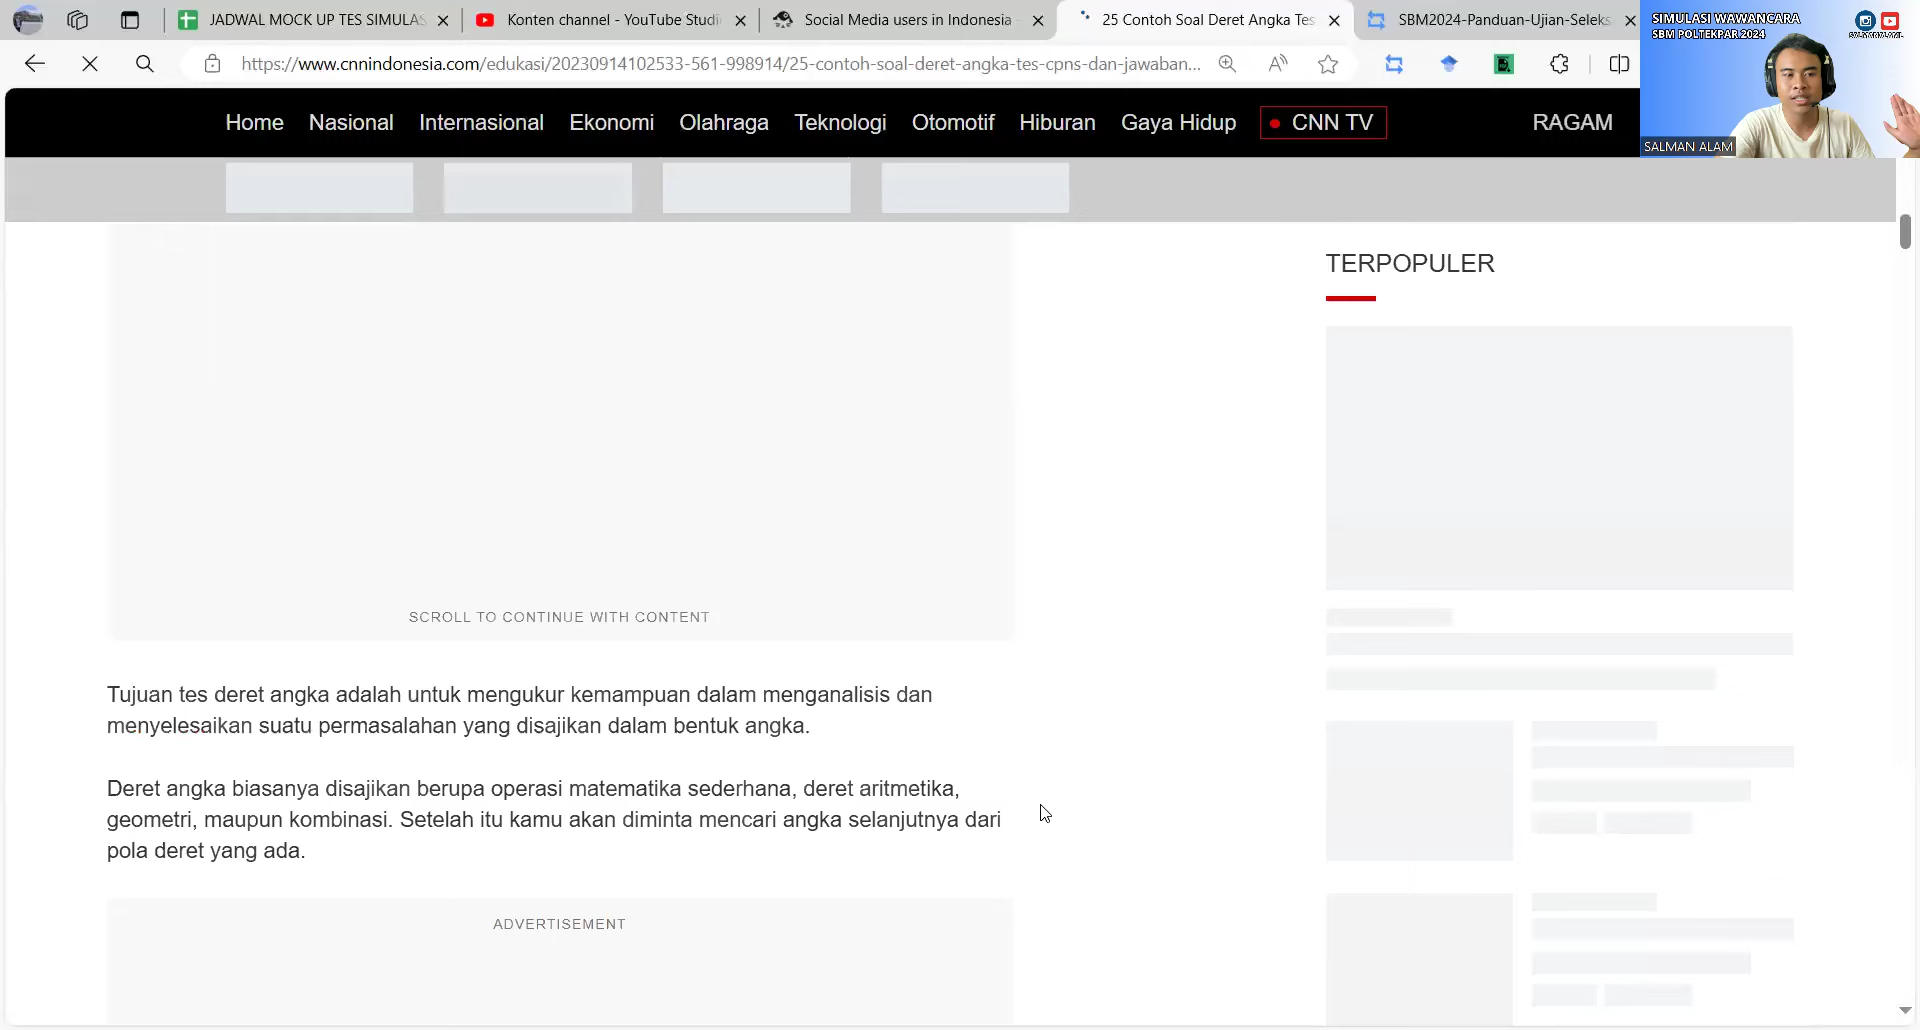 JADWAL MOCK UP TES SIMULAS
Konten channel - YouTube Studi
Social Media users in Indonesia -
25 Contoh Soal Deret Angka Tes
SBM2024-Panduan-Ujian-Seleks
https://www.cnnindonesia.com/edukasi/20230914102533-561-998914/25-contoh-soal-deret-angka-tes-cpns-dan-jawaban...
SIMULASI WAWANCARA
SBM POLTEKPAR 2024
SALMAN ALAM
Home Nasional Internasional Ekonomi Olahraga Teknologi Otomotif Hiburan Gaya Hidup CNN TV RAGAM
TERPOPULER
SCROLL TO CONTINUE WITH CONTENT
Tujuan tes deret angka adalah untuk mengukur kemampuan dalam menganalisis dan
menyelesaikan suatu permasalahan yang disajikan dalam bentuk angka.
Deret angka biasanya disajikan berupa operasi matematika sederhana, deret aritmetika,
geometri, maupun kombinasi. Setelah itu kamu akan diminta mencari angka selanjutnya dari
pola deret yang ada.
ADVERTISEMENT